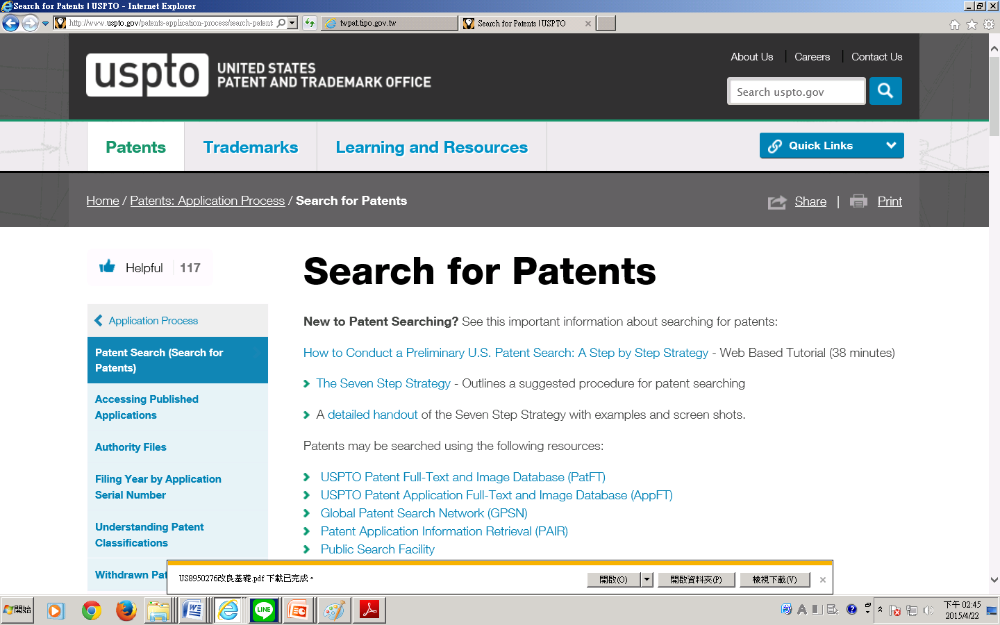 Search for Patents | USPTO - Internet Explorer
http://www.uspto.gov/patents-application-process/search-patent
twpat.tipo.gov.tw
Search for Patents | USPTO
uspto UNITED STATES
PATENT AND TRADEMARK OFFICE
About Us | Careers | Contact Us
Search uspto.gov
Patents
Trademarks
Learning and Resources
Quick Links
Home / Patents: Application Process / Search for Patents
Share | Print
Helpful 117
Application Process
Patent Search (Search for
Patents)
Accessing Published
Applications
Authority Files
Filing Year by Application
Serial Number
Understanding Patent
Classifications
Withdrawn Pat
Search for Patents
New to Patent Searching? See this important information about searching for patents:
How to Conduct a Preliminary U.S. Patent Search: A Step by Step Strategy - Web Based Tutorial (38 minutes)
The Seven Step Strategy - Outlines a suggested procedure for patent searching
A detailed handout of the Seven Step Strategy with examples and screen shots.
Patents may be searched using the following resources:
USPTO Patent Full-Text and Image Database (PatFT)
USPTO Patent Application Full-Text and Image Database (AppFT)
Global Patent Search Network (GPSN)
Patent Application Information Retrieval (PAIR)
Public Search Facility
US8950276改良基礎.pdf 下載已完成。
開啟(O)
開啟資料夾(P)
檢視下載(V)
開始
LINE
下午 02:45
2015/4/22